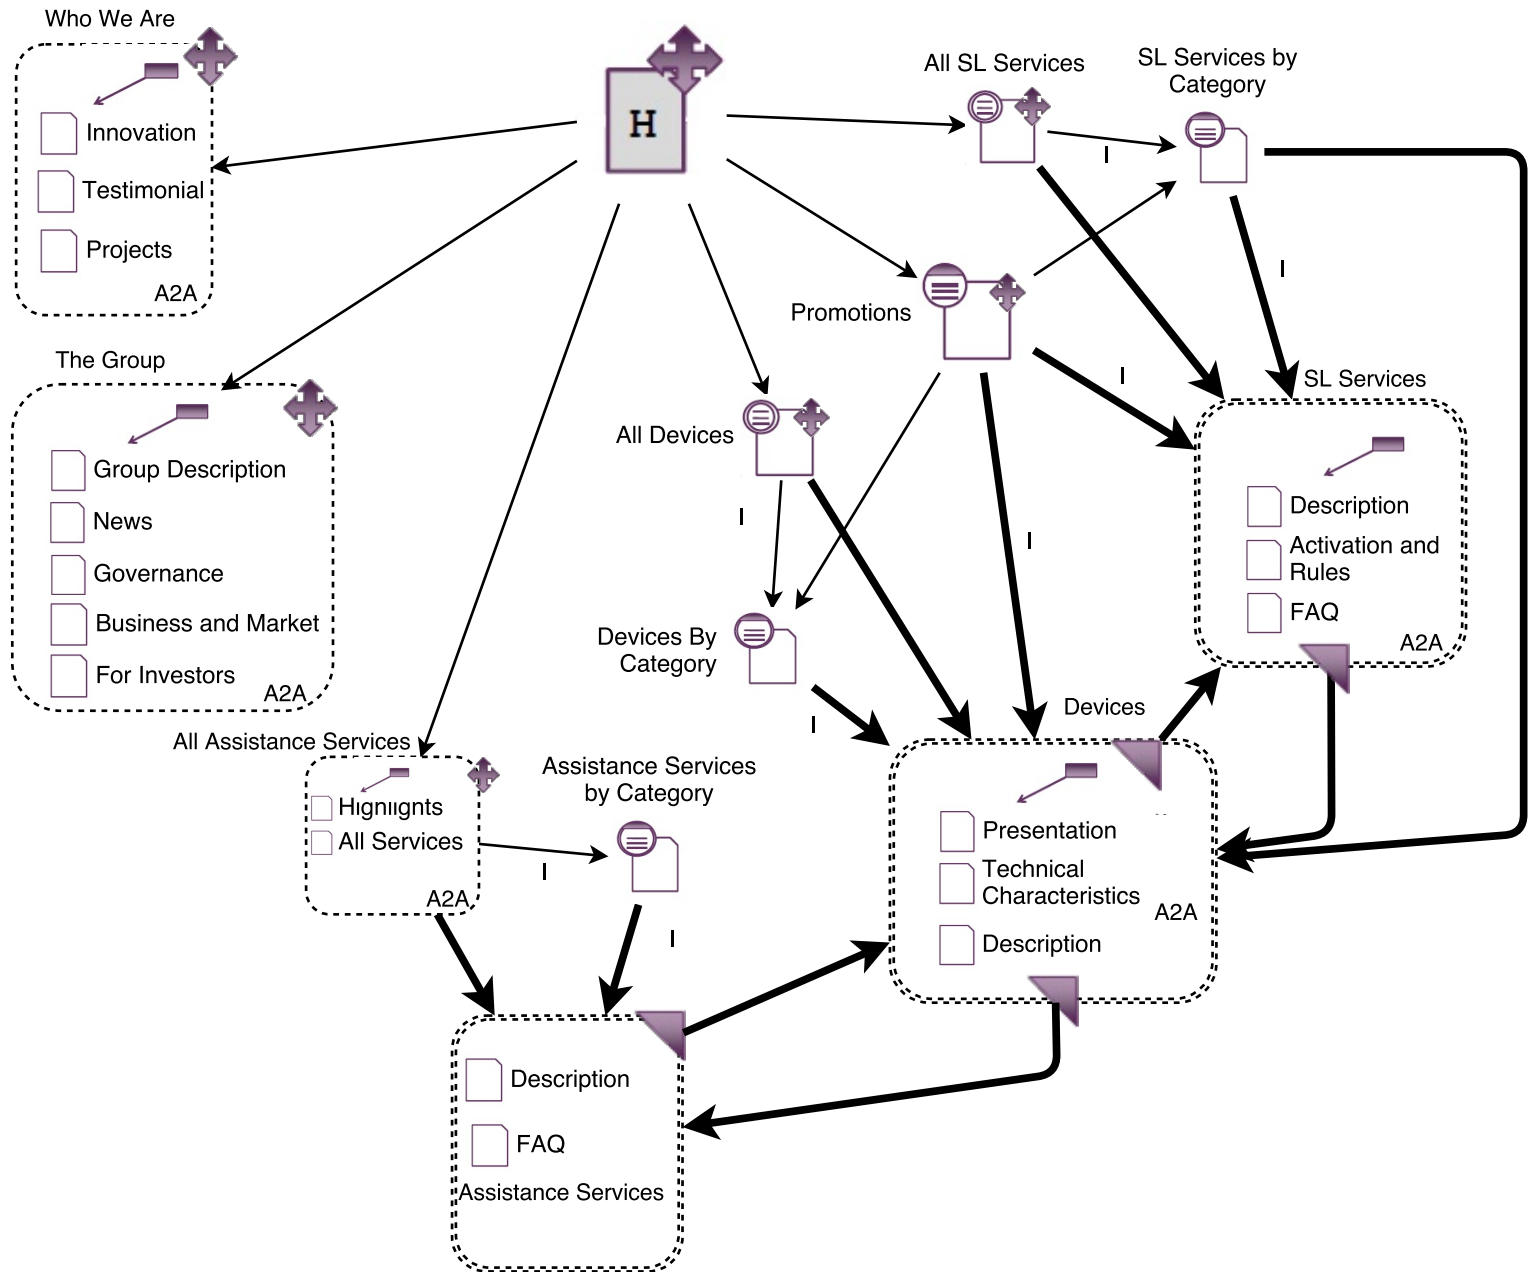 Who We Are
Innovation
Testimonial
Projects
A2A
H
All SL Services
SL Services by
Category
I
I
Promotions
I
The Group
Group Description
News
Governance
Business and Market
For Investors
A2A
All Devices
I
I
SL Services
Description
Activation and
Rules
FAQ
A2A
Devices By
Category
I
Devices
Presentation
Technical
Characteristics
A2A
Description
All Assistance Services
Highlights
All Services
A2A
I
Assistance Services
by Category
I
Description
FAQ
Assistance Services